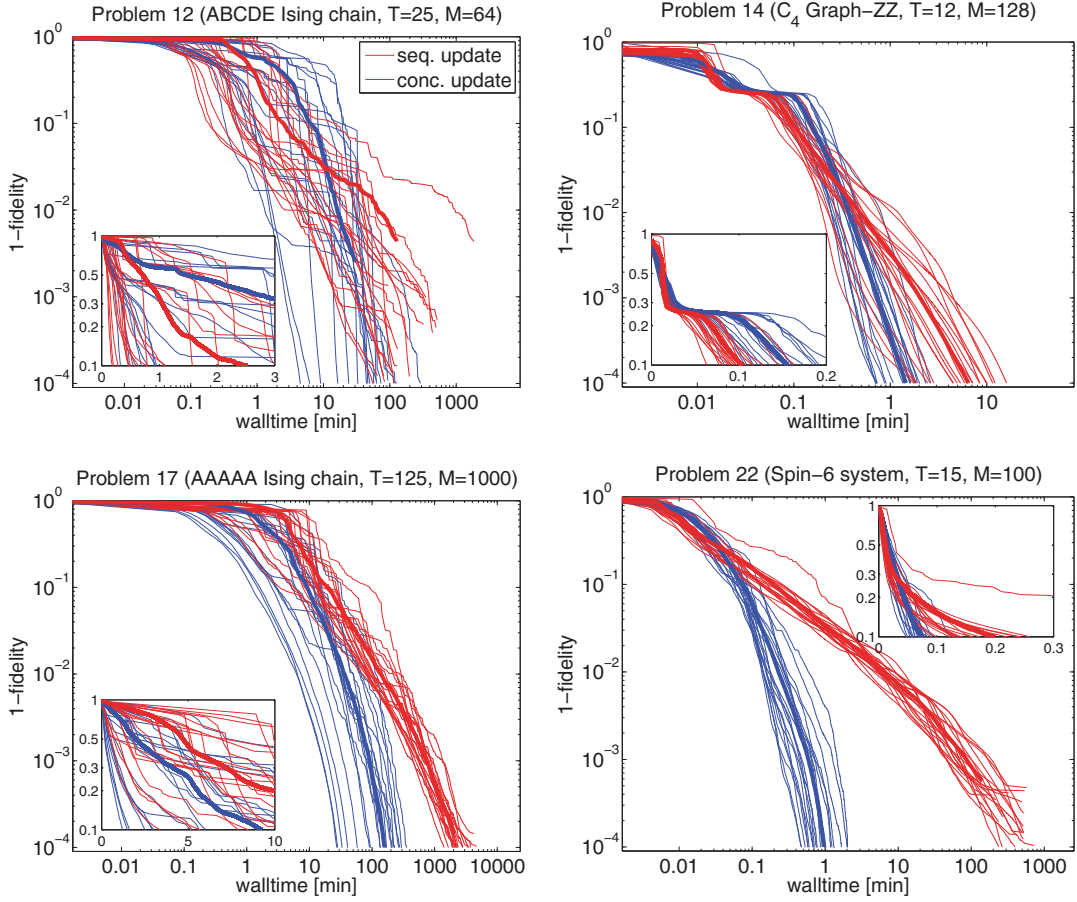 Problem 12 (ABCDE Ising chain, T=25, M=64)
10^0
10^-1
10^-2
10^-3
10^-4
1-fidelity
seq. update
conc. update
1
0.5
0.3
0.2
0.1
0 1 2 3
0.01 0.1 1 10 100 1000
walltime [min]
Problem 14 (C_4 Graph-ZZ, T=12, M=128)
10^0
10^-1
10^-2
10^-3
10^-4
1-fidelity
1
0.5
0.3
0.2
0.1
0 0.1 0.2
0.01 0.1 1 10
walltime [min]
Problem 17 (AAAAA Ising chain, T=125, M=1000)
10^0
10^-1
10^-2
10^-3
10^-4
1-fidelity
1
0.5
0.3
0.2
0.1
0 5 10
0.01 0.1 1 10 100 1000 10000
walltime [min]
Problem 22 (Spin-6 system, T=15, M=100)
10^0
10^-1
10^-2
10^-3
10^-4
1-fidelity
1
0.5
0.3
0.2
0.1
0 0.1 0.2 0.3
0.01 0.1 1 10 100 1000
walltime [min]